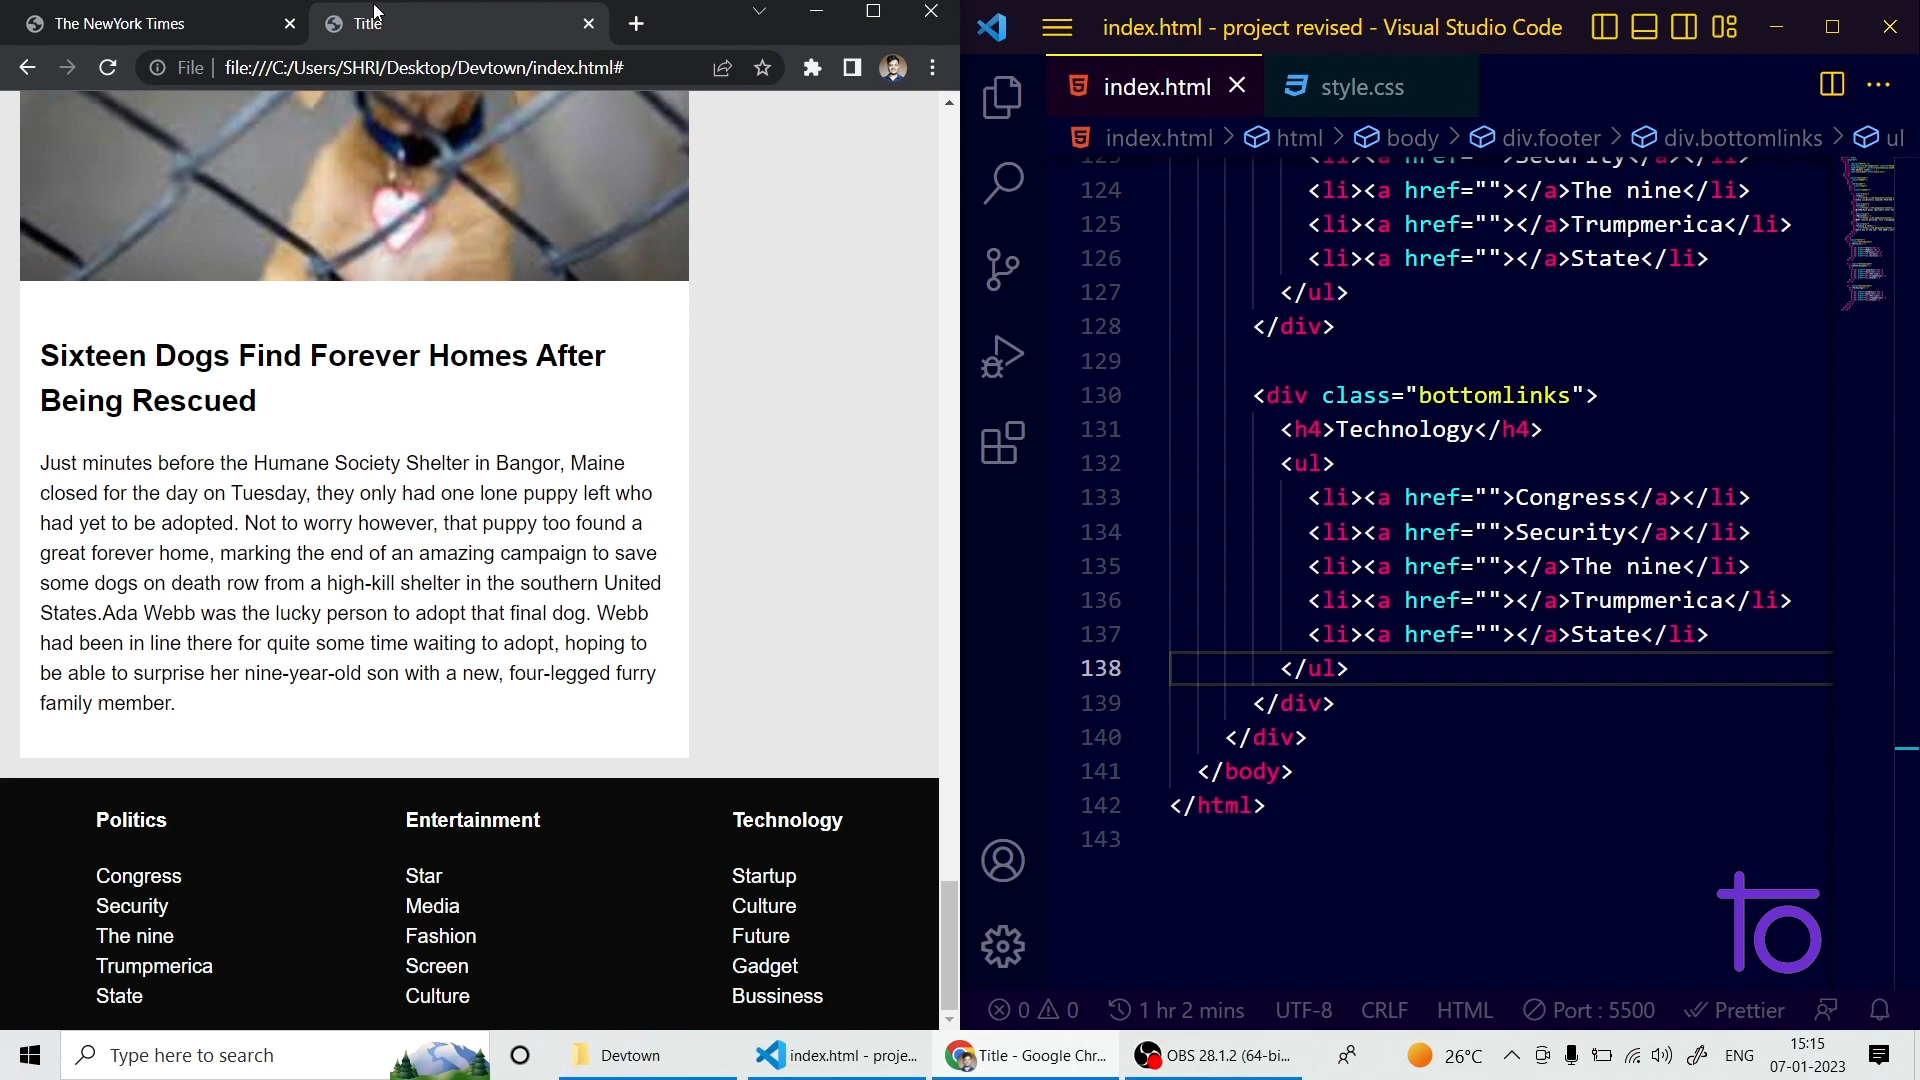 The NewYork Times
Title
File
file:///C:/Users/SHRI/Desktop/Devtown/index.html#
Sixteen Dogs Find Forever Homes After
Being Rescued
Just minutes before the Humane Society Shelter in Bangor, Maine
closed for the day on Tuesday, they only had one lone puppy left who
had yet to be adopted. Not to worry however, that puppy too found a
great forever home, marking the end of an amazing campaign to save
some dogs on death row from a high-kill shelter in the southern United
States.Ada Webb was the lucky person to adopt that final dog. Webb
had been in line there for quite some time waiting to adopt, hoping to
be able to surprise her nine-year-old son with a new, four-legged furry
family member.
Politics
Congress
Security
The nine
Trumpmerica
State
Entertainment
Star
Media
Fashion
Screen
Culture
Technology
Startup
Culture
Future
Gadget
Bussiness
index.html - project revised - Visual Studio Code
index.html
style.css
index.html > html > body > div.footer > div.bottomlinks > ul
123 <li><a href="">Security</a></li>
124 <li><a href=""></a>The nine</li>
125 <li><a href=""></a>Trumpmerica</li>
126 <li><a href=""></a>State</li>
127 </ul>
128 </div>
129
130 <div class="bottomlinks">
131 <h4>Technology</h4>
132 <ul>
133 <li><a href="">Congress</a></li>
134 <li><a href="">Security</a></li>
135 <li><a href=""></a>The nine</li>
136 <li><a href=""></a>Trumpmerica</li>
137 <li><a href=""></a>State</li>
138 </ul>
139 </div>
140 </div>
141 </body>
142 </html>
143
0 0 1 hr 2 mins UTF-8 CRLF HTML Port : 5500 Prettier
Type here to search
Devtown
index.html - proje...
Title - Google Chr...
OBS 28.1.2 (64-bi...
26°C
ENG
15:15
07-01-2023